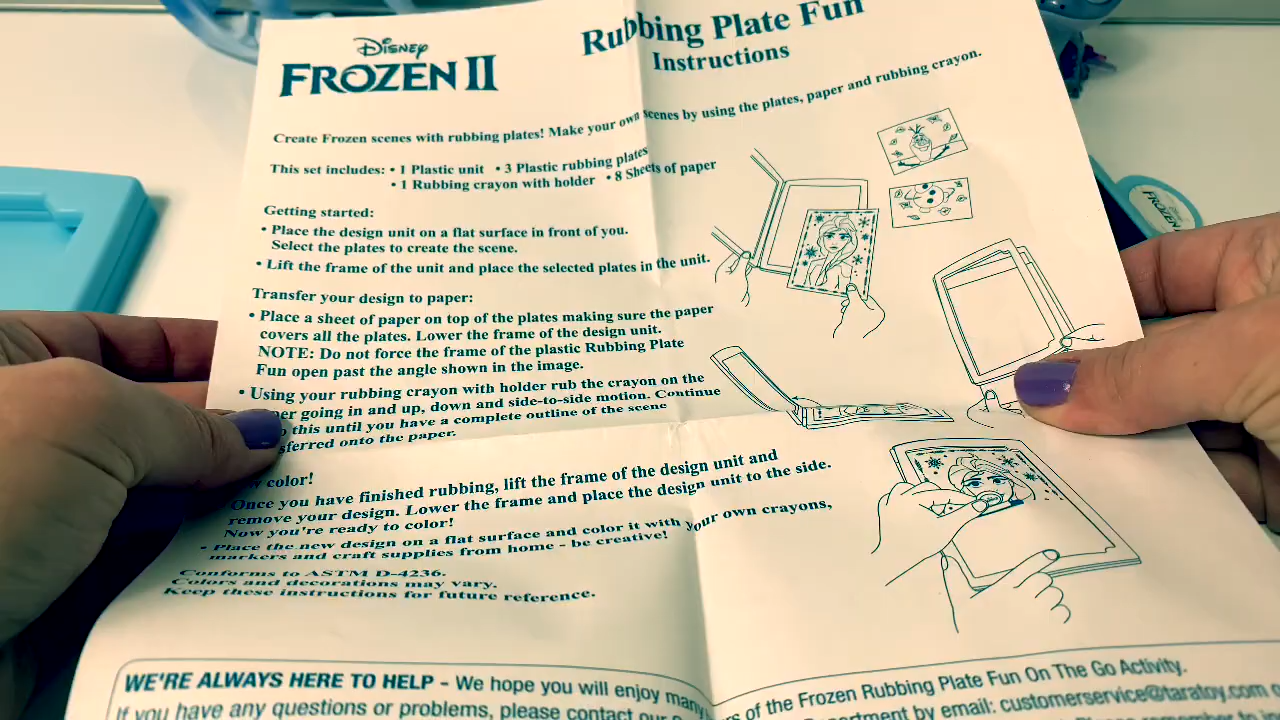 Disney
FROZEN II
Rubbing Plate Fun
Instructions
Create Frozen scenes with rubbing plates! Make your own scenes by using the plates, paper and rubbing crayon.
This set includes: • 1 Plastic unit • 3 Plastic rubbing plates
• 1 Rubbing crayon with holder • 8 Sheets of paper
Getting started:
• Place the design unit on a flat surface in front of you.
Select the plates to create the scene.
• Lift the frame of the unit and place the selected plates in the unit.
Transfer your design to paper:
• Place a sheet of paper on top of the plates making sure the paper
covers all the plates. Lower the frame of the design unit.
NOTE: Do not force the frame of the plastic Rubbing Plate
Fun open past the angle shown in the image.
• Using your rubbing crayon with holder rub the crayon on the
er going in and up, down and side-to-side motion. Continue
this until you have a complete outline of the scene
sferred onto the paper.
color!
Once you have finished rubbing, lift the frame of the design unit and
remove your design. Lower the frame and place the design unit to the side.
Now you're ready to color!
• Place the new design on a flat surface and color it with your own crayons,
markers and craft supplies from home - be creative!
Conforms to ASTM D-4236.
Colors and decorations may vary.
Keep these instructions for future reference.
WE'RE ALWAYS HERE TO HELP - We hope you will enjoy many
rs of the Frozen Rubbing Plate Fun On The Go Activity.
If you have any questions or problems, please contact our
partment by email: customerservice@taratoy.com
FROZEN